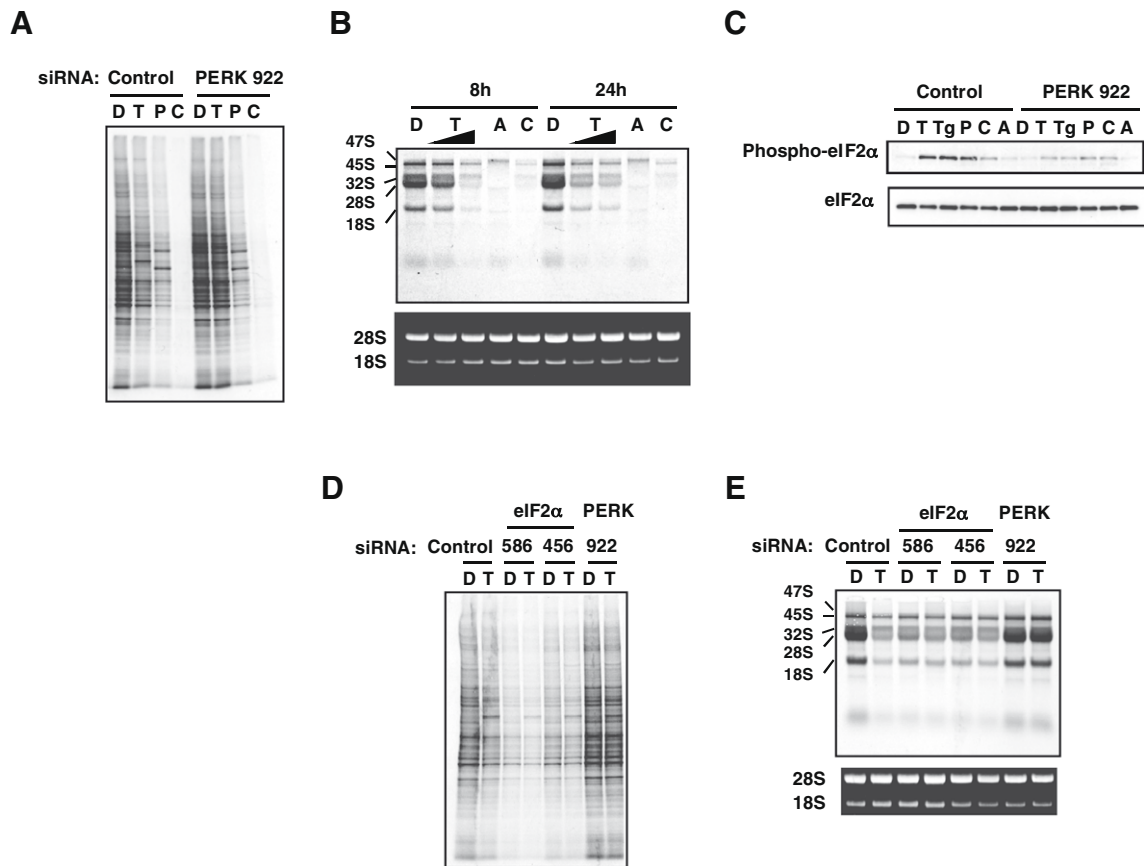 A
siRNA: Control PERK 922
D T P C D T P C
B
8h 24h
D T A C D T A C
47S
45S
32S
28S
18S
28S
18S
C
Control PERK 922
D T Tg P C A D T Tg P C A
Phospho-eIF2α
eIF2α
D
eIF2α PERK
siRNA: Control 586 456 922
D T D T D T D T
E
eIF2α PERK
siRNA: Control 586 456 922
D T D T D T D T
47S
45S
32S
28S
18S
28S
18S